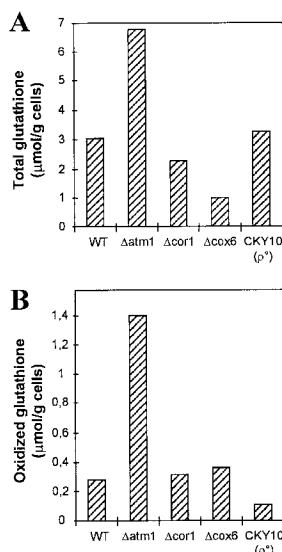 A
Total glutathione
(μmol/g cells)
7
6
5
4
3
2
1
0
WT Δatm1 Δcor1 Δcox6 CKY10
(ρ°)
B
Oxidized glutathione
(μmol/g cells)
1,4
1,2
1
0,8
0,6
0,4
0,2
0
WT Δatm1 Δcor1 Δcox6 CKY10
(ρ°)